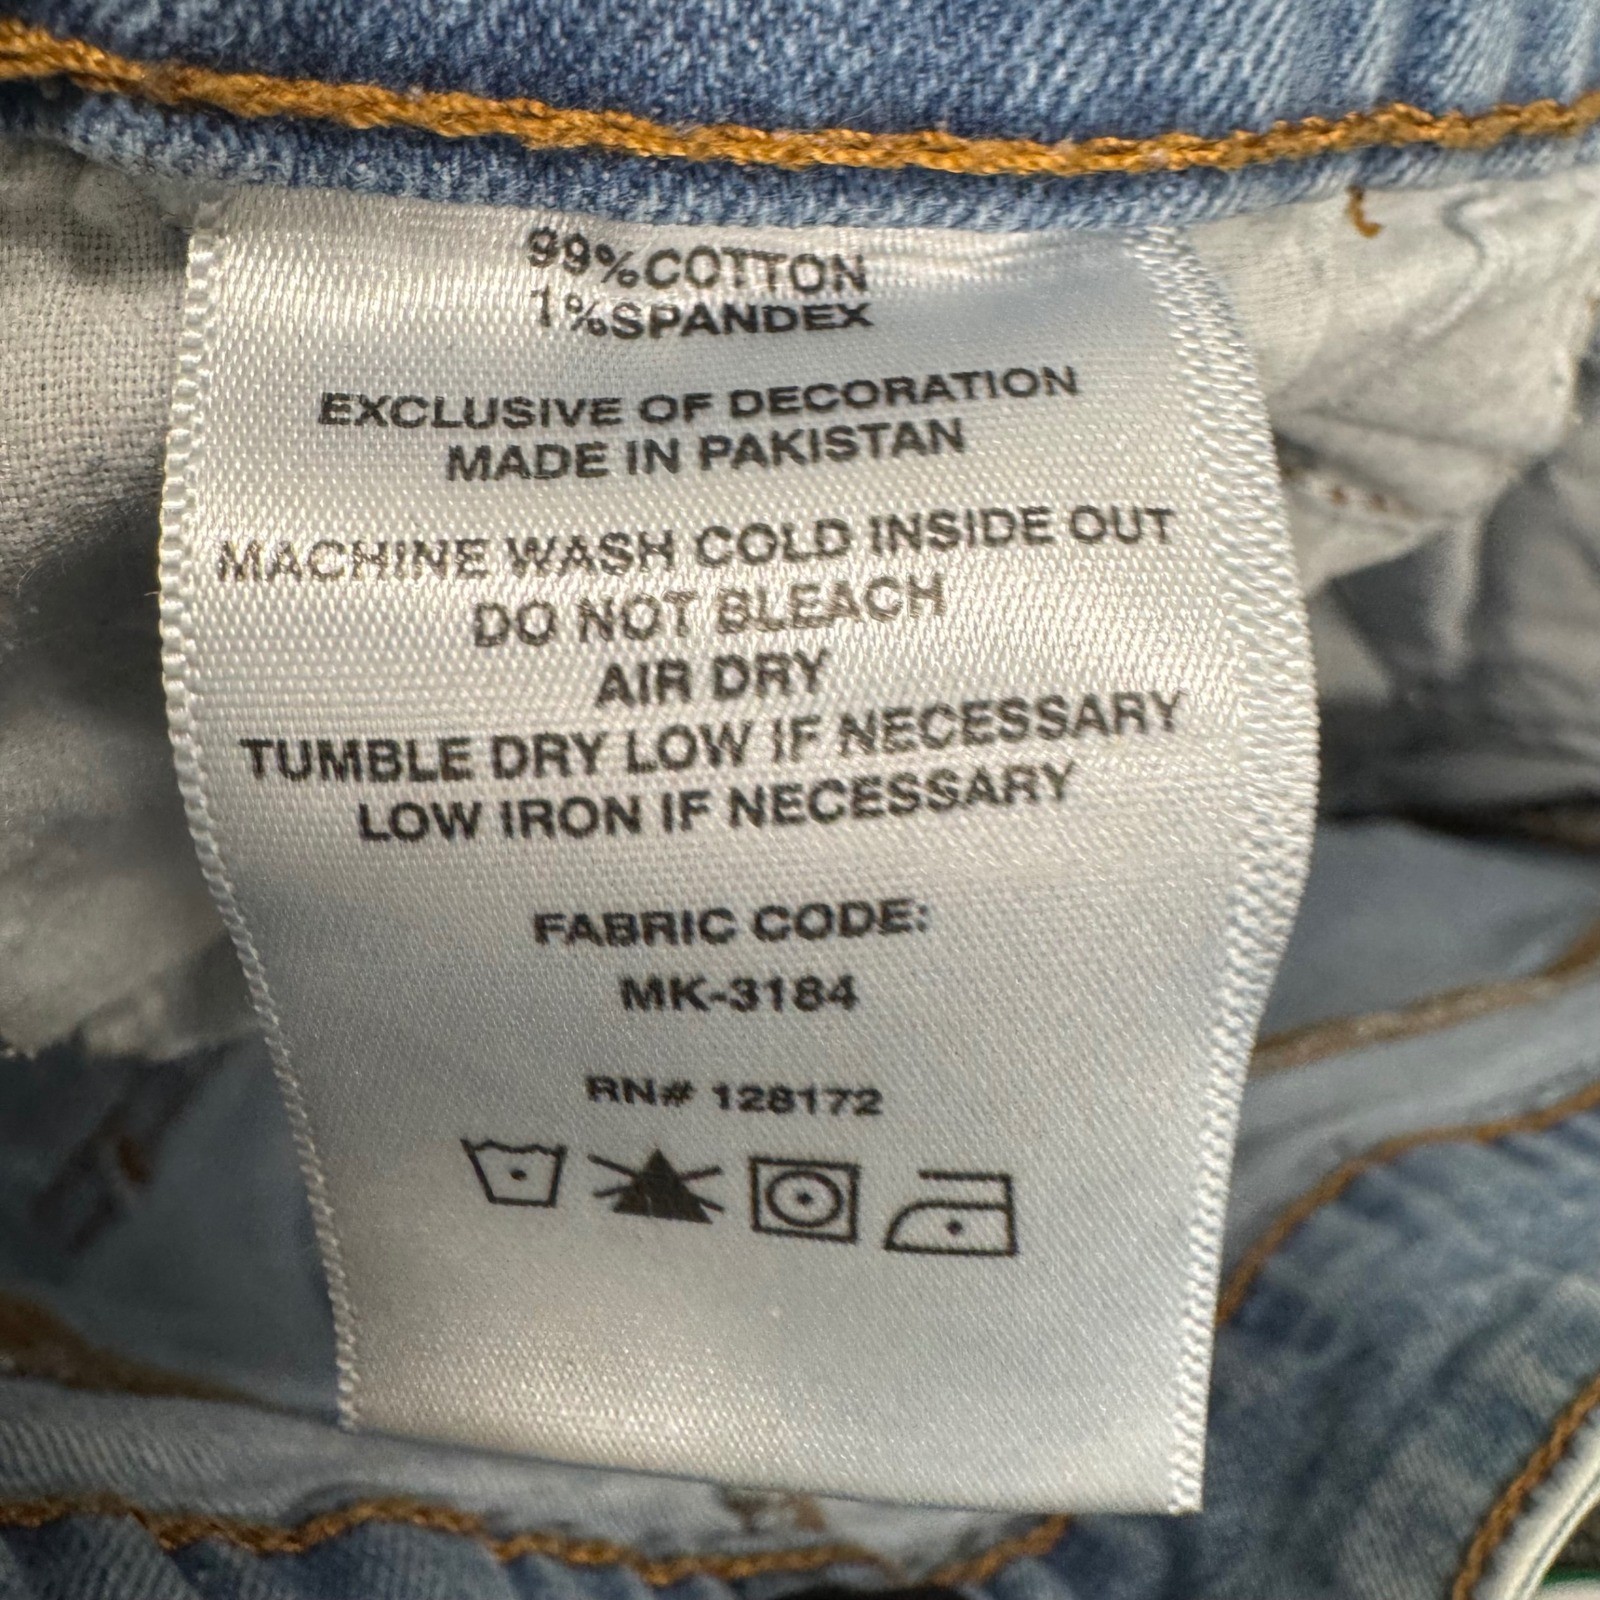 99%COTTON
1%SPANDEX
EXCLUSIVE OF DECORATION
MADE IN PAKISTAN
MACHINE WASH COLD INSIDE OUT
DO NOT BLEACH
AIR DRY
TUMBLE DRY LOW IF NECESSARY
LOW IRON IF NECESSARY
FABRIC CODE:
MK-3184
RN# 128172